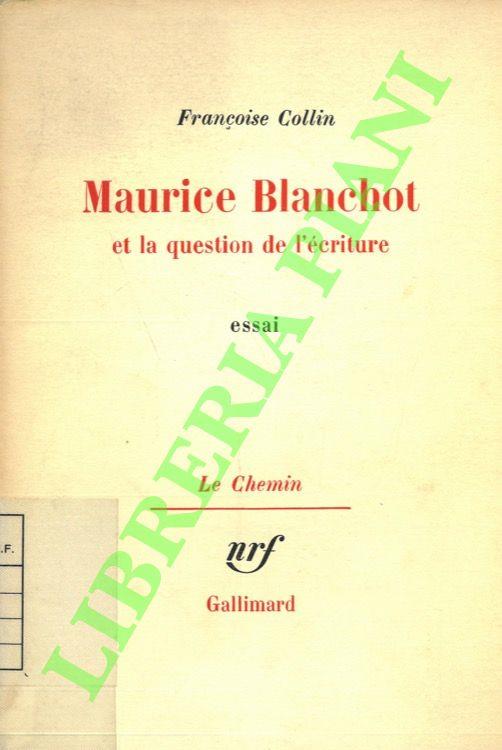 Françoise Collin
Maurice Blanchot
et la question de l'écriture
essai
Le Chemin
nrf
Gallimard
.F.
LIBRERIA PIANI